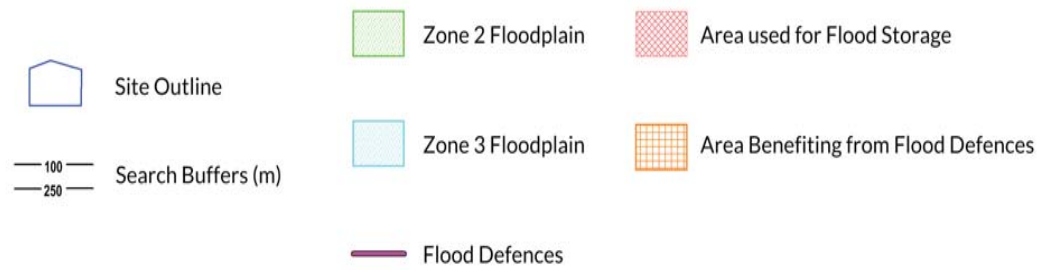 Site Outline
100
250
Search Buffers (m)
Zone 2 Floodplain
Zone 3 Floodplain
Flood Defences
Area used for Flood Storage
Area Benefiting from Flood Defences